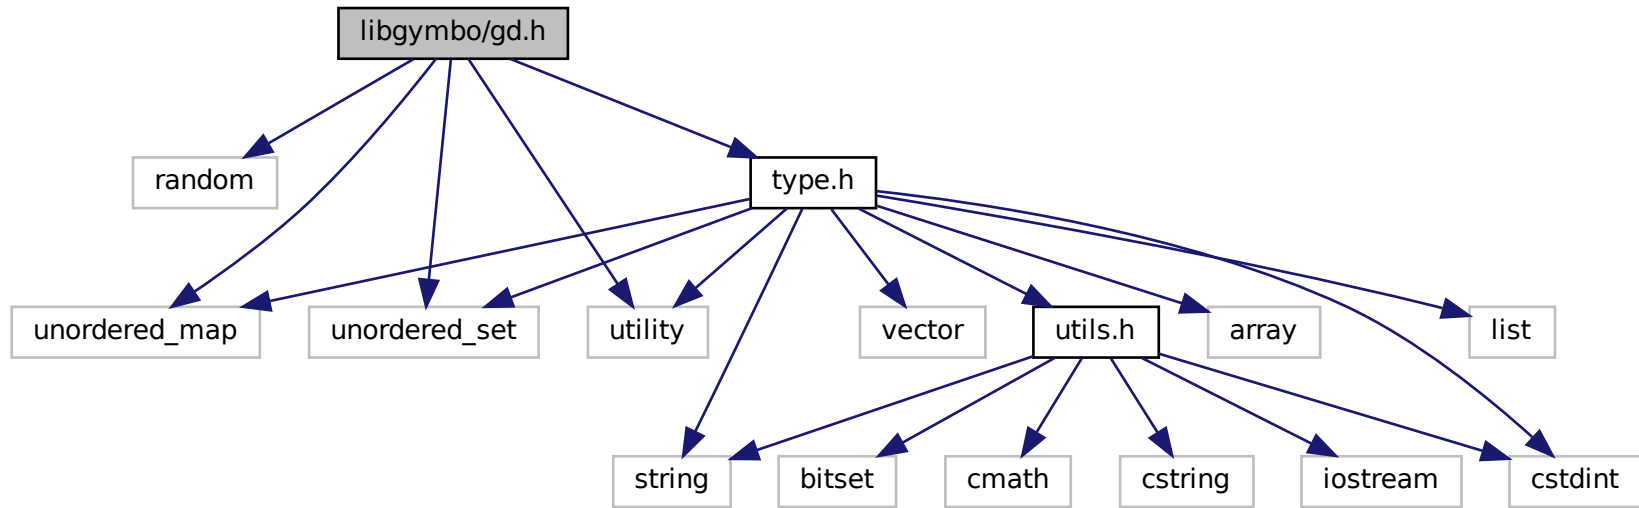 libgymbo/gd.h
random
type.h
unordered_map
unordered_set
utility
vector
utils.h
array
list
string
bitset
cmath
cstring
iostream
cstdint